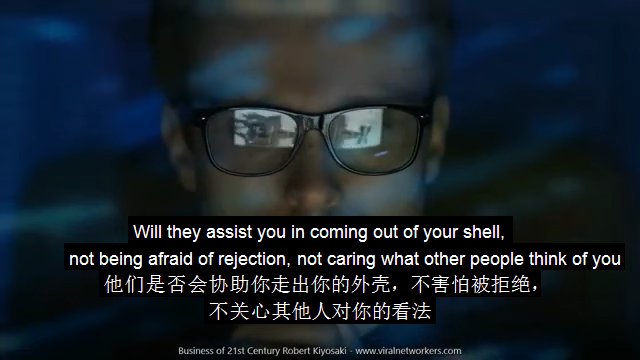 Will they assist you in coming out of your shell,
not being afraid of rejection, not caring what other people think of you
他们是否会协助你走出你的外壳，不害怕被拒绝，
不关心其他人对你的看法
Business of 21st Century Robert Kiyosaki - www.viralnetworkers.com